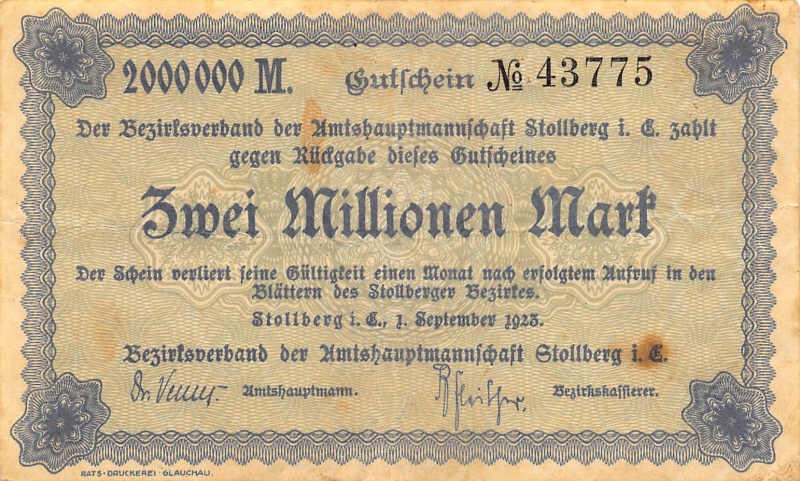 2000000 M. Gutschein № 43775
Der Bezirksverband der Amtshauptmannschaft Stollberg i. E. zahlt
gegen Rückgabe dieses Gutscheines
Zwei Millionen Mark
Der Schein verliert seine Gültigkeit einen Monat nach erfolgtem Aufruf in den
Blättern des Stollberger Bezirkes.
Stollberg i. E., 1. September 1923.
Bezirksverband der Amtshauptmannschaft Stollberg i. E.
Amtshauptmann. Bezirkskassierer.
RATS-DRUCKEREI·GLAUCHAU.